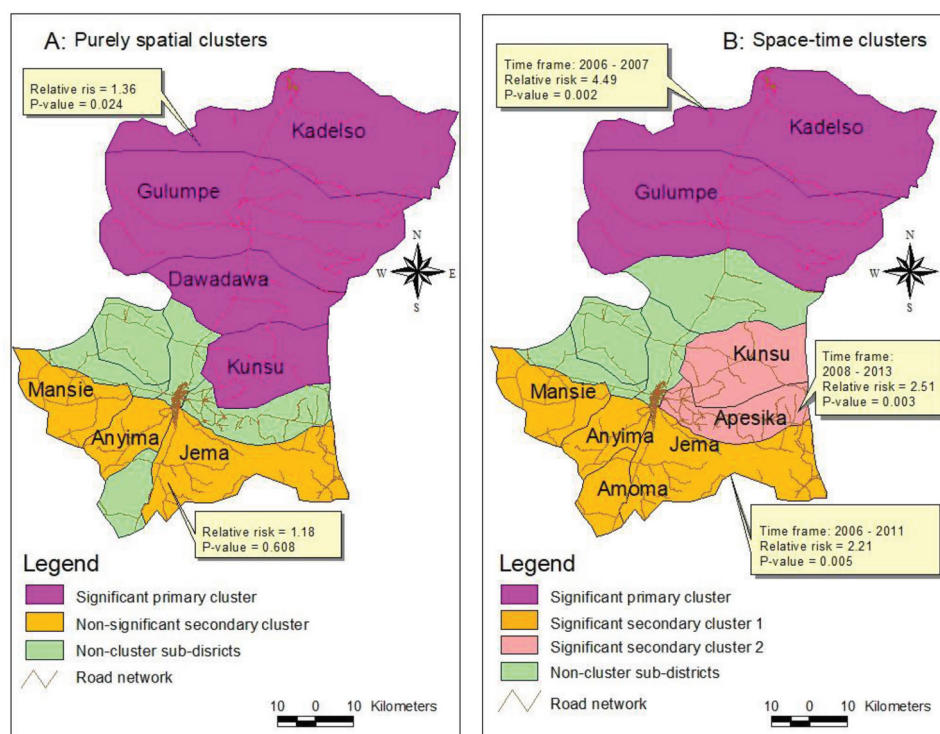 A: Purely spatial clusters
Relative ris = 1.36
P-value = 0.024
Kadelso
Gulumpe
Dawadawa
N
W
E
S
Kunsu
Mansie
Anyima
Jema
Relative risk = 1.18
P-value = 0.608
Legend
Significant primary cluster
Non-significant secondary cluster
Non-cluster sub-districts
Road network
10 0 10 Kilometers
B: Space-time clusters
Time frame: 2006 - 2007
Relative risk = 4.49
P-value = 0.002
Kadelso
Gulumpe
N
W
E
S
Kunsu
Time frame:
2008 - 2013
Relative risk = 2.51
P-value = 0.003
Mansie
Apesika
Anyima
Jema
Amoma
Time frame: 2006 - 2011
Relative risk = 2.21
P-value = 0.005
Legend
Significant primary cluster
Significant secondary cluster 1
Significant secondary cluster 2
Non-cluster sub-districts
Road network
10 0 10 Kilometers